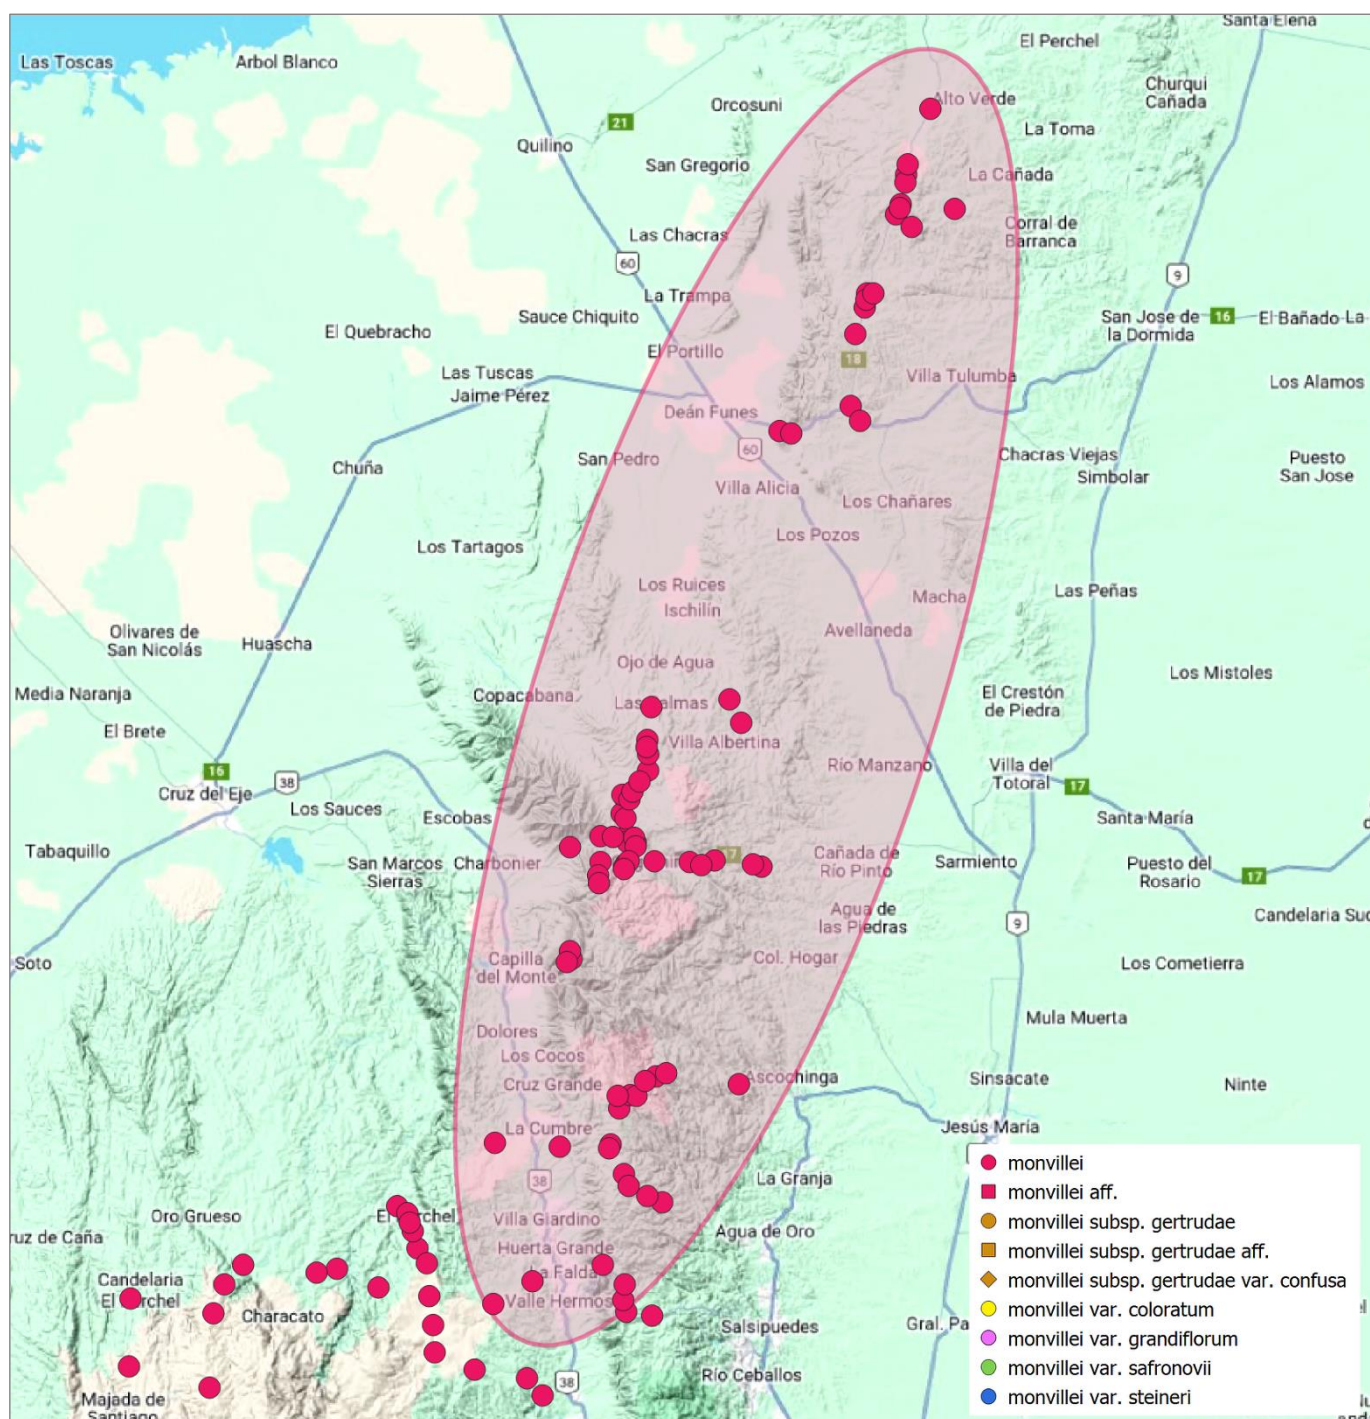 Santa Elena
El Perchel
Las Toscas
Arbol Blanco
Churqui
Cañada
Alto Verde
Orcosuni
21
La Toma
Quilino
San Gregorio
La Cañada
Las Chacras
Corral de
Barranca
60
9
La Trampa
Sauce Chiquito
San Jose de
la Dormida
16
El Bañado
La
El Quebracho
El Portillo
18
Las Tuscas
Villa Tulumba
Los Alamos
Jaime Pérez
Deán Funes
60
San Pedro
Chuña
Chacras Viejas
Simbolar
Puesto
San Jose
Villa Alicia
Los Chañares
Los Pozos
Los Tartagos
Los Ruices
Ischilín
Macha
Las Peñas
Olivares de
San Nicolás
Huascha
Avellaneda
Ojo de Agua
Los Mistoles
Media Naranja
Copacabana
El Crestón
de Piedra
El Brete
Villa Albertina
16
38
Río Manzano
Villa del
Totoral
17
Cruz del Eje
Los Sauces
Escobas
Santa María
Tabaquillo
San Marcos
Sierras
Charbonier
17
Cañada de
Río Pinto
Sarmiento
Puesto del
Rosario
17
Agua de
las Piedras
9
Candelaria Sud
Soto
Capilla
del Monte
Col. Hogar
Los Cometierra
Dolores
Mula Muerta
Los Cocos
Cruz Grande
Ascochinga
Sinsacate
Ninte
La Cumbre
Jesús María
38
La Granja
Oro Grueso
Villa Giardino
Agua de Oro
ruz de Caña
Huerta Grande
La Falda
Candelaria
Characato
Valle Hermos
Salsipuedes
Gral. Pa
38
Río Ceballos
Majada de
Santiago
monvillei
monvillei aff.
monvillei subsp. gertrudae
monvillei subsp. gertrudae aff.
monvillei subsp. gertrudae var. confusa
monvillei var. coloratum
monvillei var. grandiflorum
monvillei var. safronovii
monvillei var. steineri